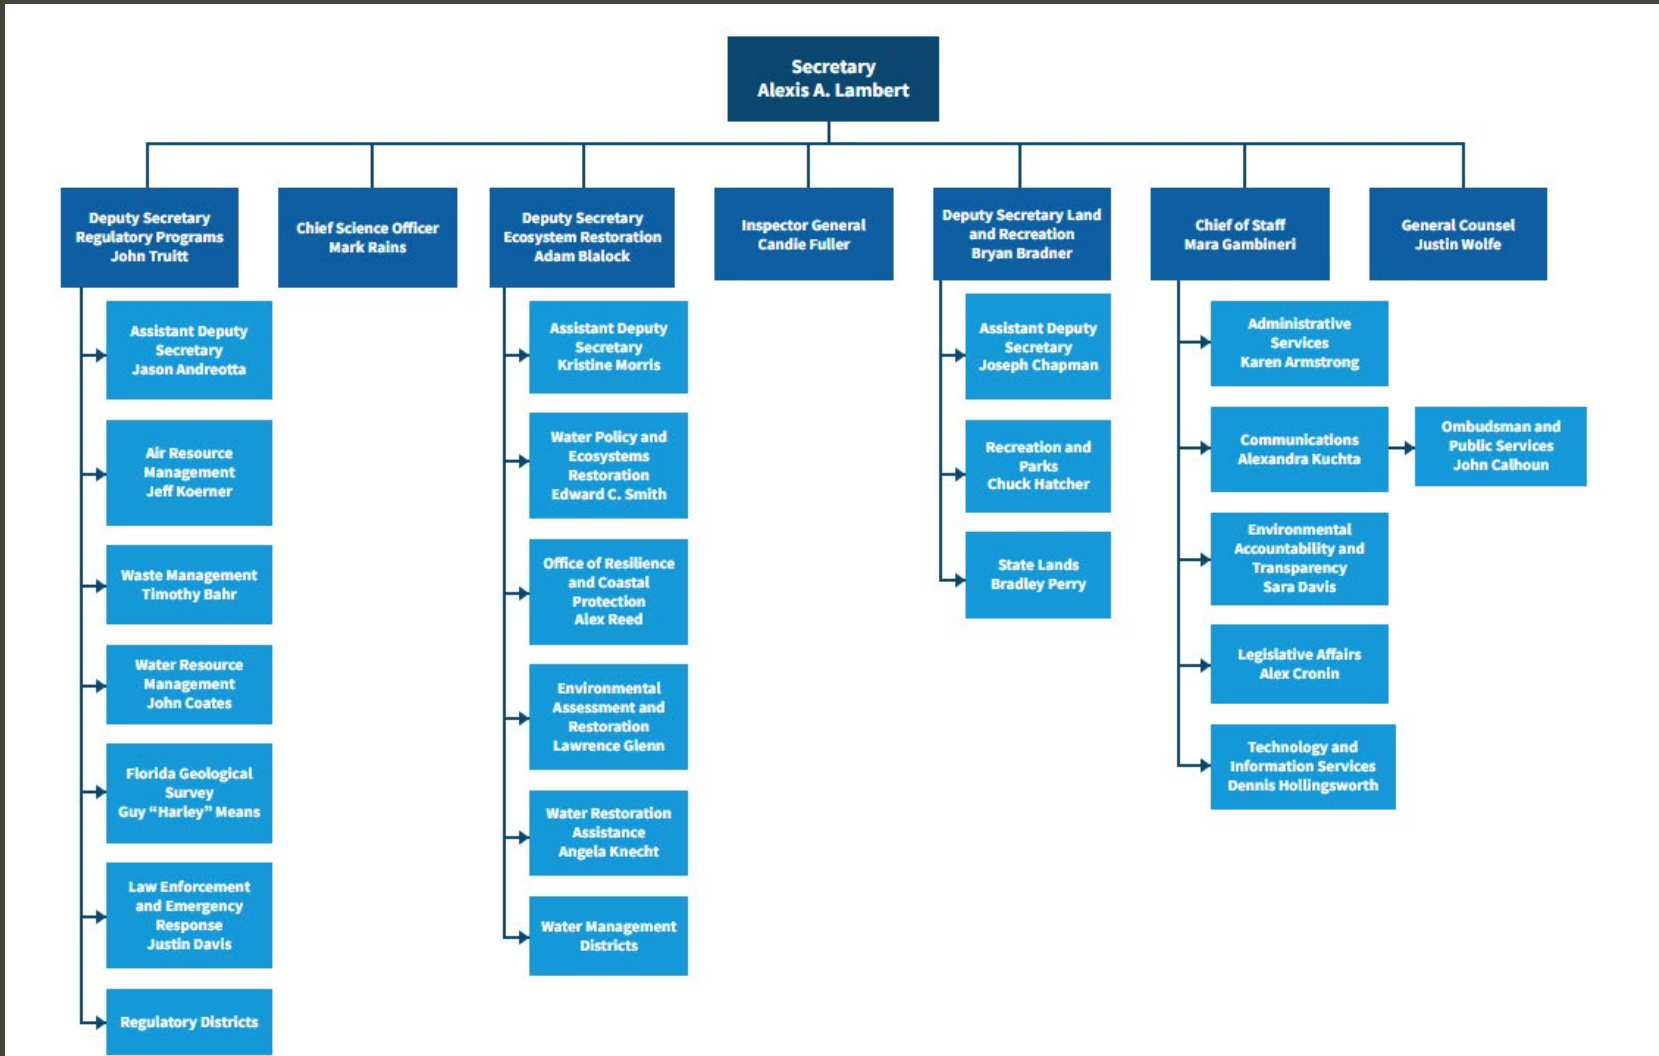 Secretary
Alexis A. Lambert
Deputy Secretary
Regulatory Programs
John Truitt
Chief Science Officer
Mark Rains
Deputy Secretary
Ecosystem Restoration
Adam Blalock
Inspector General
Candie Fuller
Deputy Secretary Land
and Recreation
Bryan Bradner
Chief of Staff
Mara Gambineri
General Counsel
Justin Wolfe
Assistant Deputy
Secretary
Jason Andreotta
Air Resource
Management
Jeff Koerner
Waste Management
Timothy Bahr
Water Resource
Management
John Coates
Florida Geological
Survey
Guy “Harley” Means
Law Enforcement
and Emergency
Response
Justin Davis
Regulatory Districts
Assistant Deputy
Secretary
Kristine Morris
Water Policy and
Ecosystems
Restoration
Edward C. Smith
Office of Resilience
and Coastal
Protection
Alex Reed
Environmental
Assessment and
Restoration
Lawrence Glenn
Water Restoration
Assistance
Angela Knecht
Water Management
Districts
Assistant Deputy
Secretary
Joseph Chapman
Recreation and
Parks
Chuck Hatcher
State Lands
Bradley Perry
Administrative
Services
Karen Armstrong
Communications
Alexandra Kuchta
Ombudsman and
Public Services
John Calhoun
Environmental
Accountability and
Transparency
Sara Davis
Legislative Affairs
Alex Cronin
Technology and
Information Services
Dennis Hollingsworth